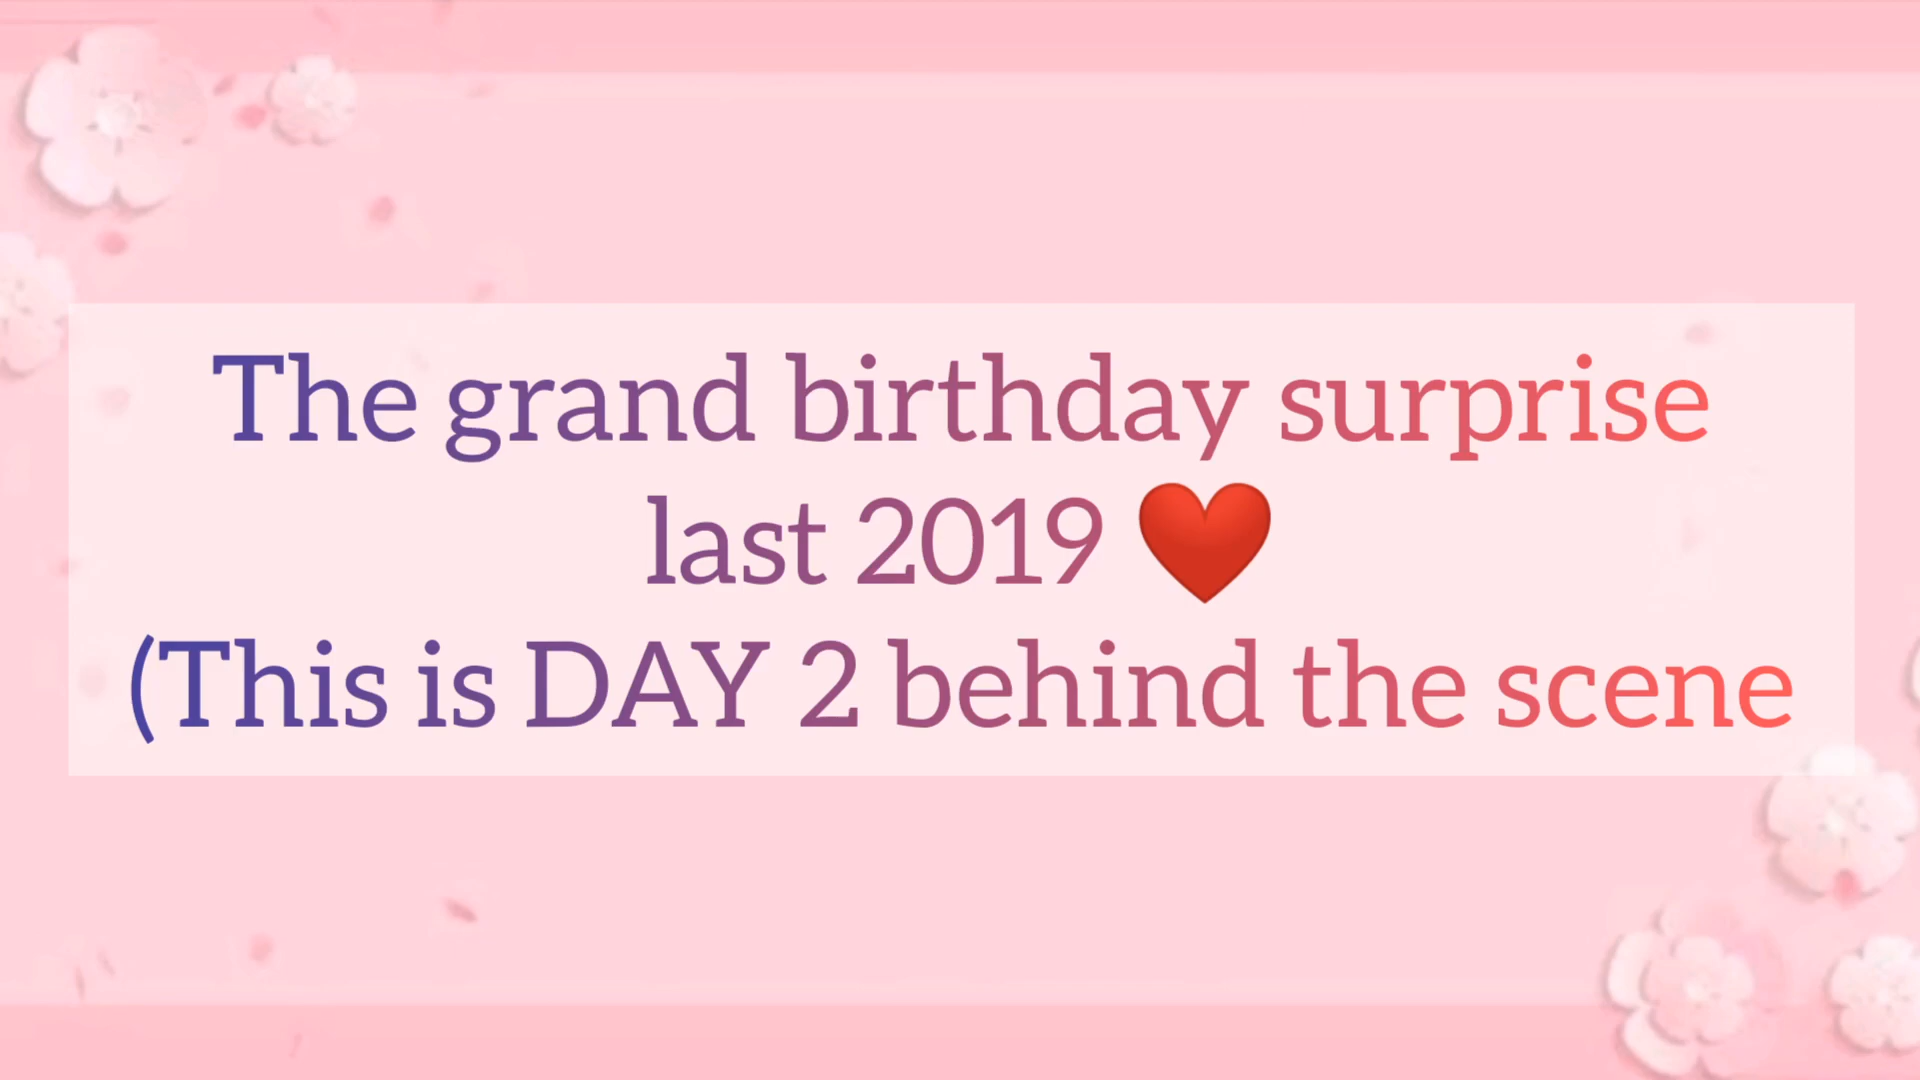 The grand birthday surprise
last 2019 ❤️
(This is DAY 2 behind the scene